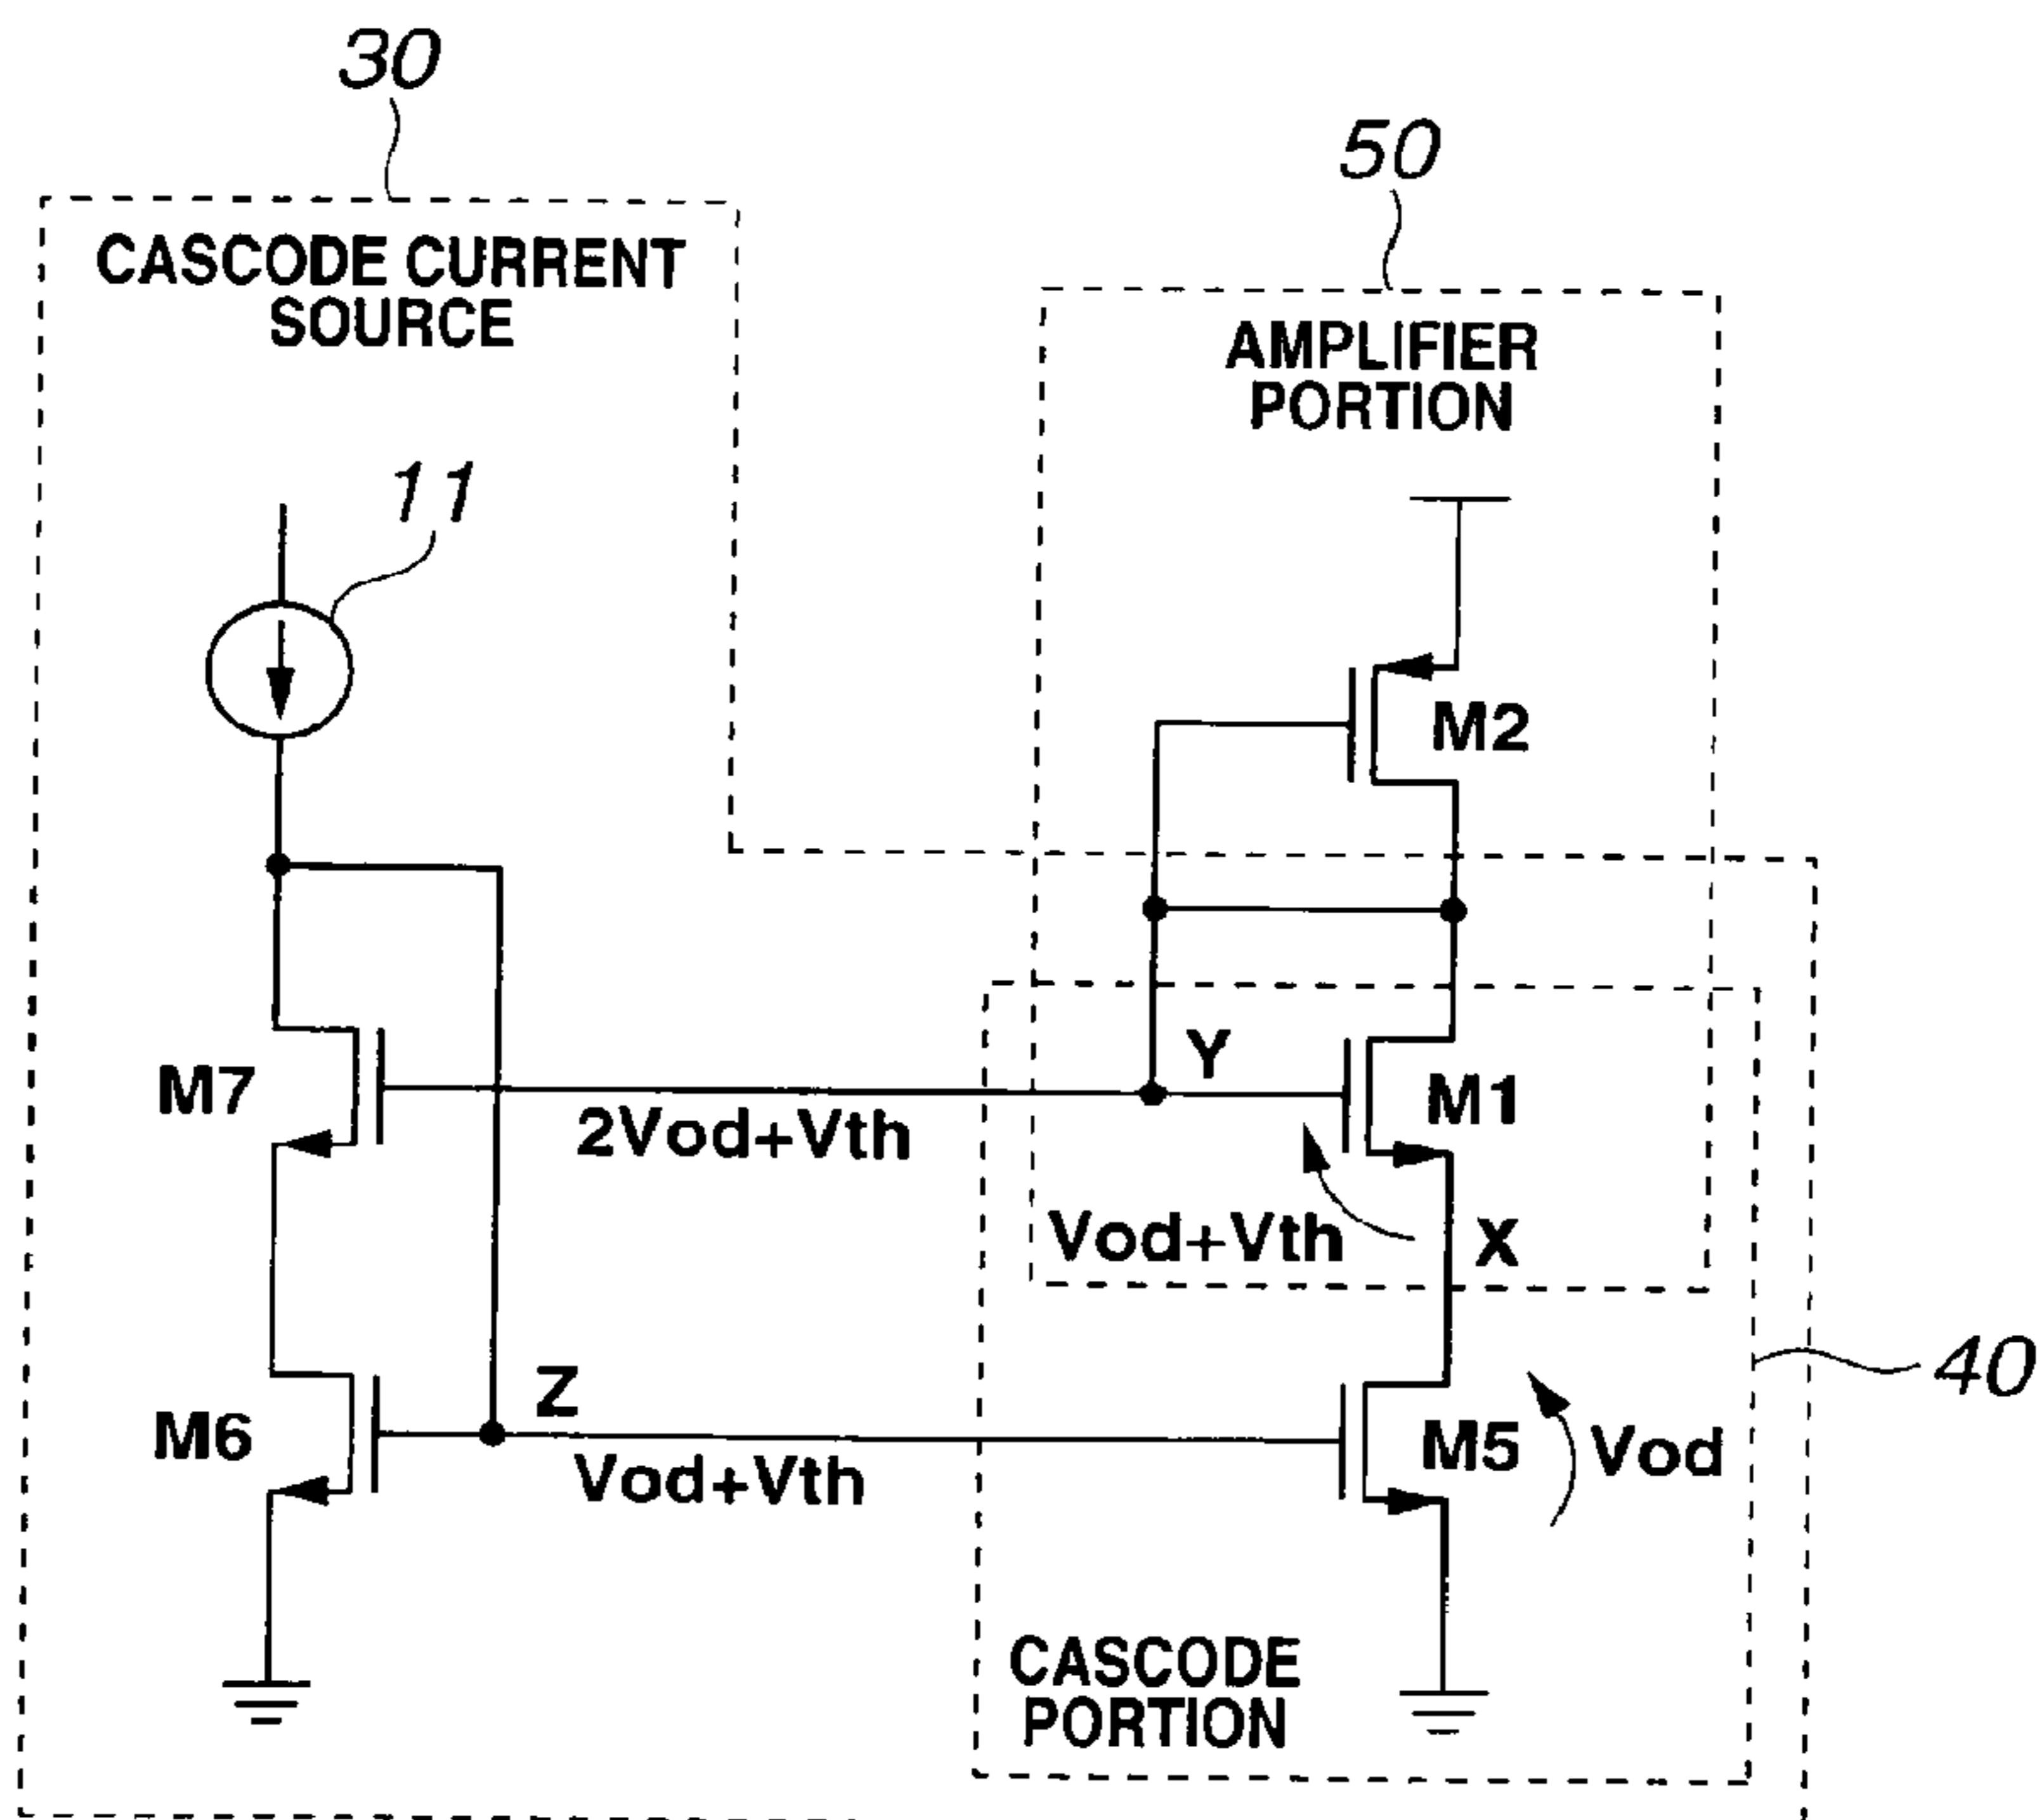 30
50
CASCODE CURRENT
SOURCE
AMPLIFIER
PORTION
11
M2
Y
M7
M1
2Vod+Vth
Vod+Vth
X
40
Z
M6
M5
Vod
Vod+Vth
CASCODE
PORTION